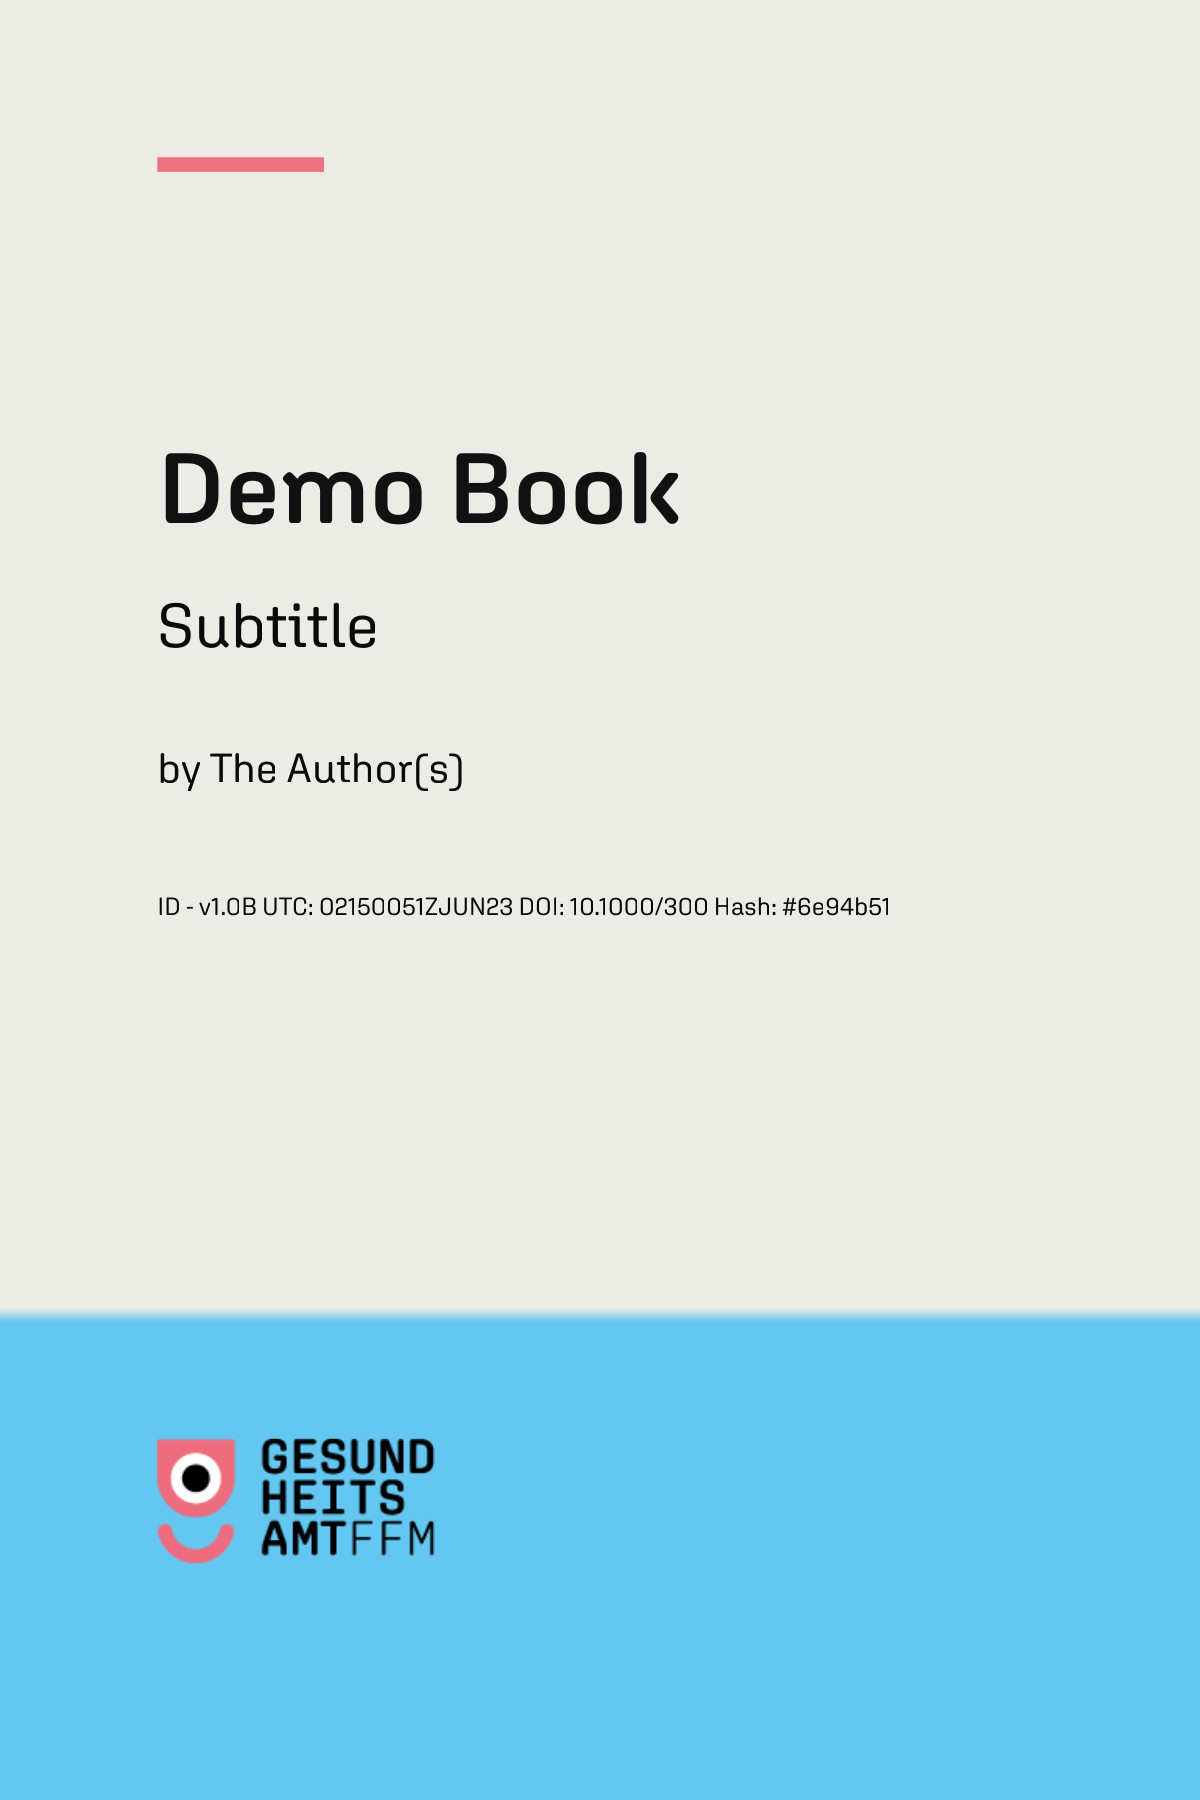 Demo Book
Subtitle
by The Author(s)
ID - v1.0B UTC: 02150051ZJUN23 DOI: 10.1000/300 Hash: #6e94b51
GESUND
HEITS
AMTFFM